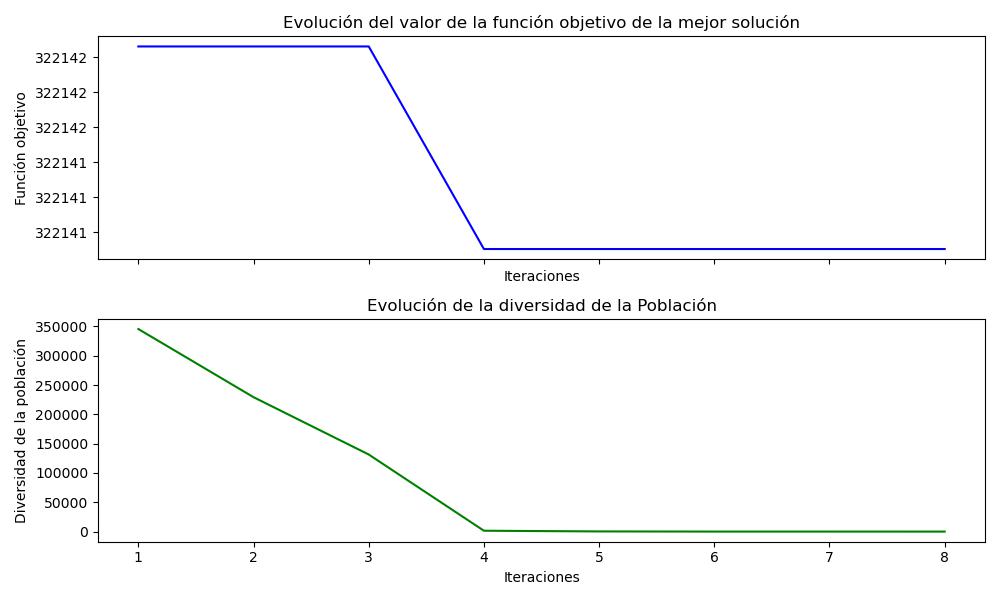 Evolución del valor de la función objetivo de la mejor solución
322142
322142
322142
322141
322141
322141
Función objetivo
Iteraciones
Evolución de la diversidad de la Población
350000
300000
250000
200000
150000
100000
50000
0
Diversidad de la población
1 2 3 4 5 6 7 8
Iteraciones